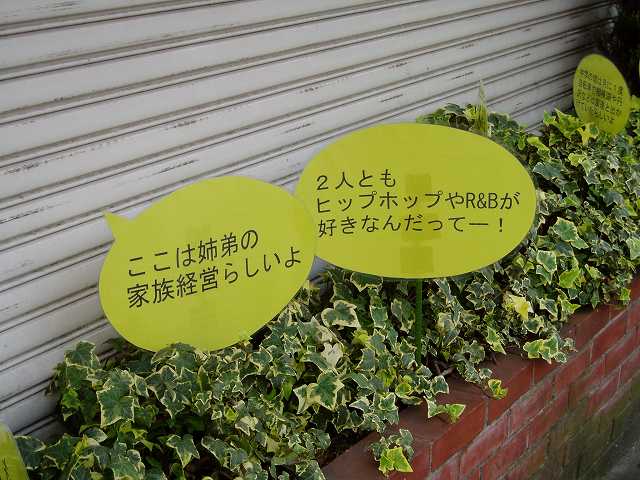 ここは姉弟の
家族経営らしいよ
２人とも
ヒップホップやR&Bが
好きなんだってー！